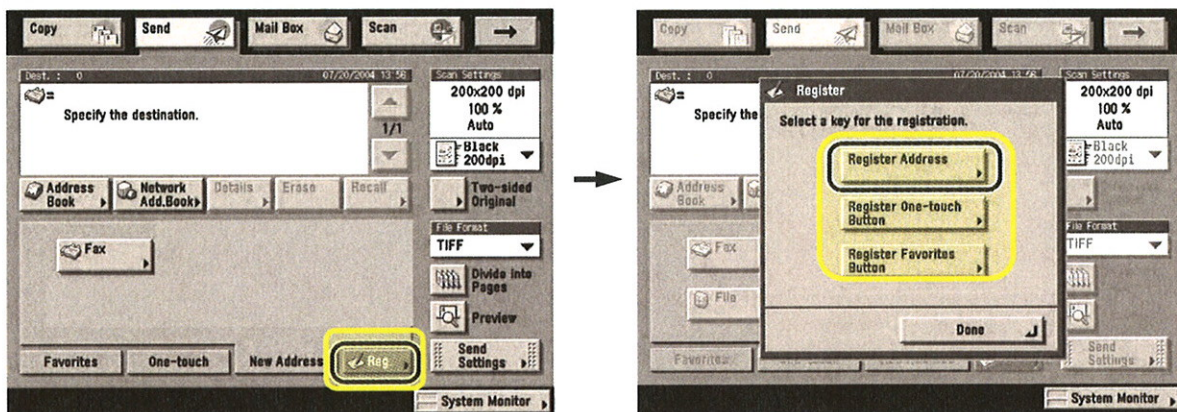 Copy
Send
Mail Box
Scan
Dest. : 0
07/20/2004 13:56
Specify the destination.
1/1
Scan Settings
200x200 dpi
100 %
Auto
Black
200dpi
Address
Book
Network
Add.Book
Details
Erase
Recall
Two-sided
Original
File Format
TIFF
Fax
Divide into
Pages
Preview
Favorites
One-touch
New Address
Reg.
Send
Settings
System Monitor
Copy
Send
Mail Box
Scan
Dest. : 0
07/20/2004 13:56
Specify the
Register
Select a key for the registration.
Register Address
Register One-touch
Button
Register Favorites
Button
Done
Scan Settings
200x200 dpi
100 %
Auto
Black
200dpi
Address
Book
File Format
TIFF
Fax
File
Favorites
Send
Settings
System Monitor